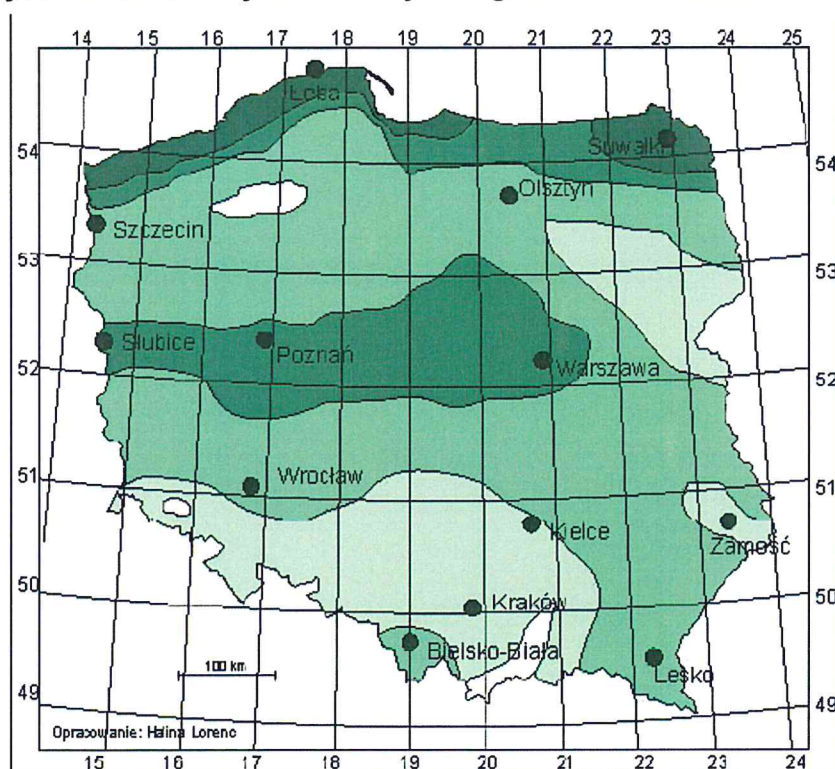 14 15 16 17 18 19 20 21 22 23 24 25
Łeba
54 Suwałki 54
Olsztyn
Szczecin
53 53
Słubice Poznań Warszawa
52 52
51 Wrocław 51
Kielce Zamość
50 Kraków 50
Bielsko-Biała
100 km Lesko
49 49
Opracowanie: Halina Lorenc
15 16 17 18 19 20 21 22 23 24